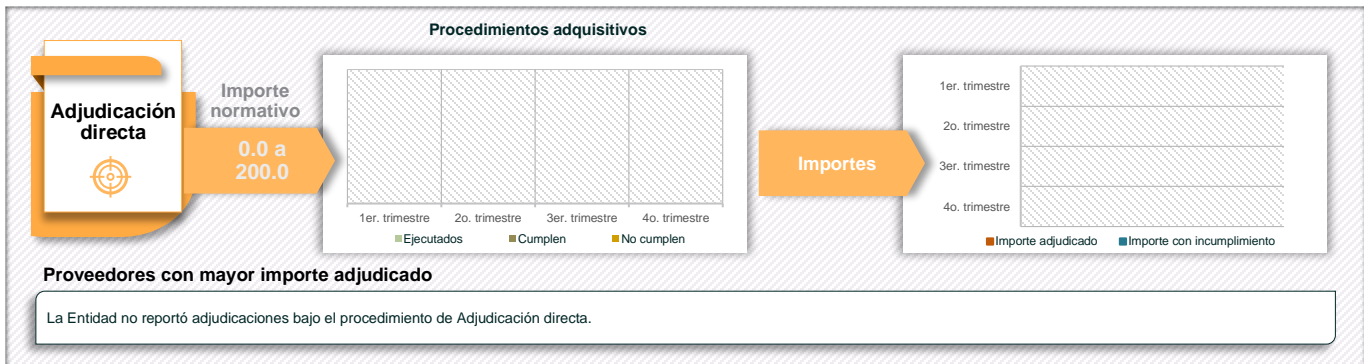 Procedimientos adquisitivos
Adjudicación
directa
Importe
normativo
0.0 a
200.0
1er. trimestre
2o. trimestre
3er. trimestre
4o. trimestre
Ejecutados
Cumplen
No cumplen
Importes
1er. trimestre
2o. trimestre
3er. trimestre
4o. trimestre
Importe adjudicado
Importe con incumplimiento
Proveedores con mayor importe adjudicado
La Entidad no reportó adjudicaciones bajo el procedimiento de Adjudicación directa.